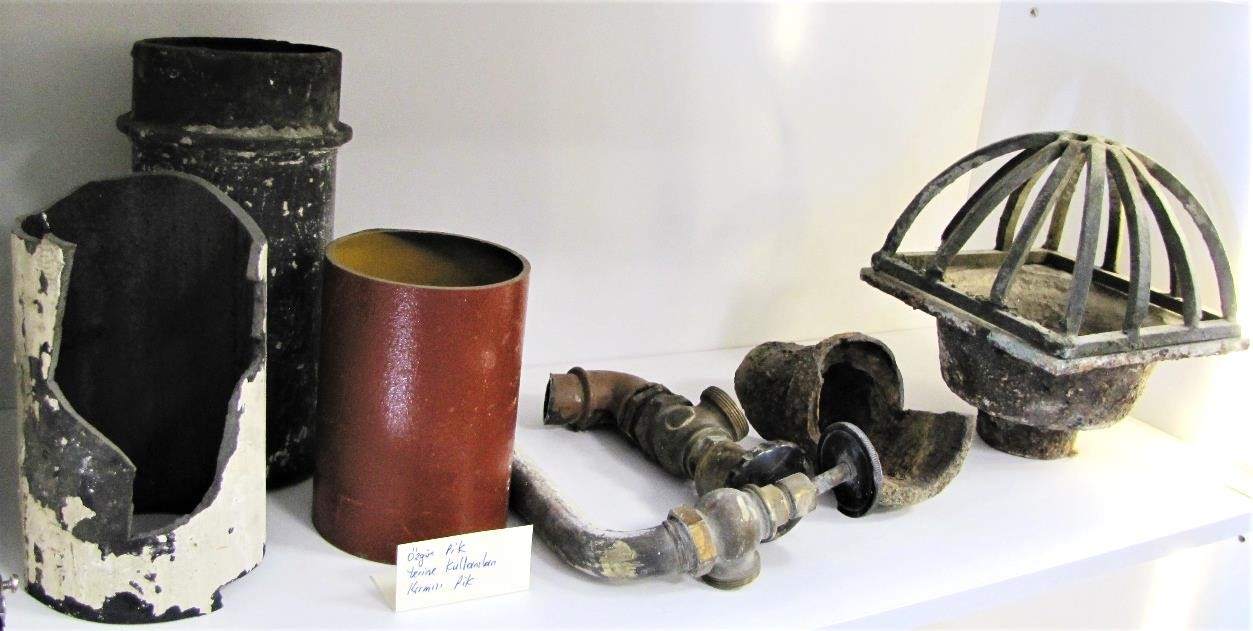 Özgün Pik
Yerine Kullanılan
Kırmızı Pik